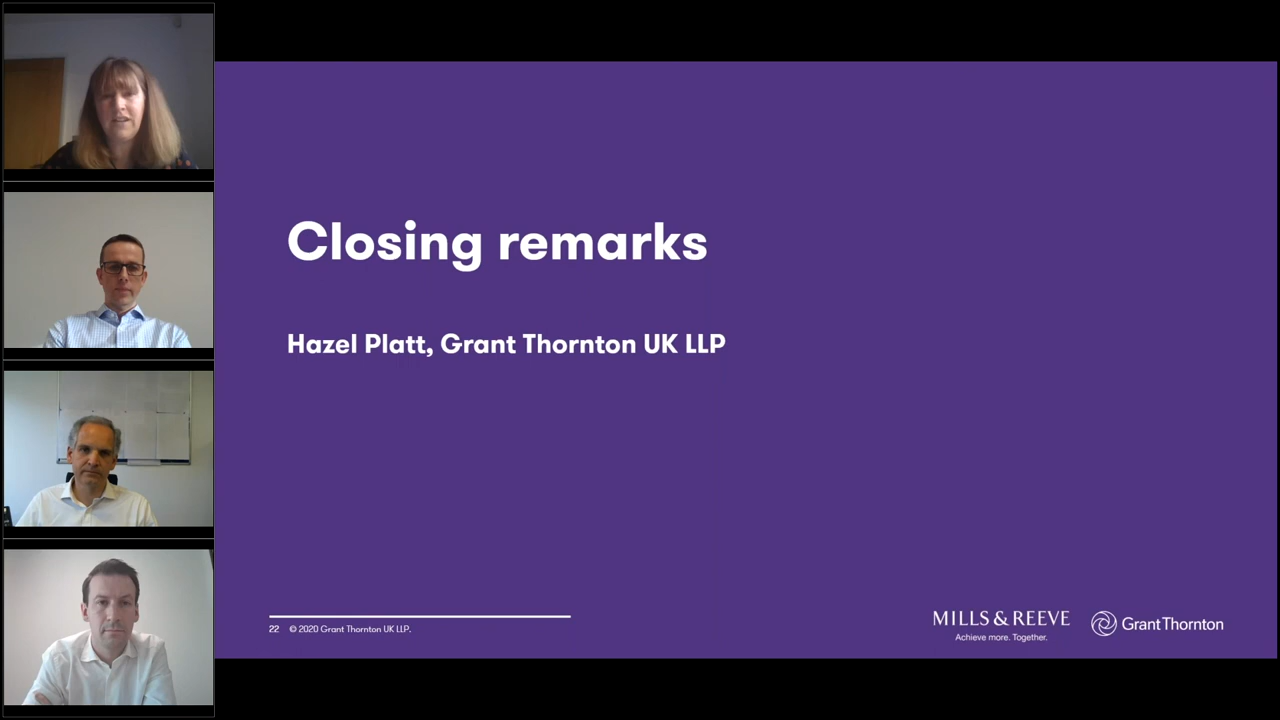 Closing remarks
Hazel Platt, Grant Thornton UK LLP
22 © 2020 Grant Thornton UK LLP.
MILLS & REEVE
Achieve more. Together.
Grant Thornton